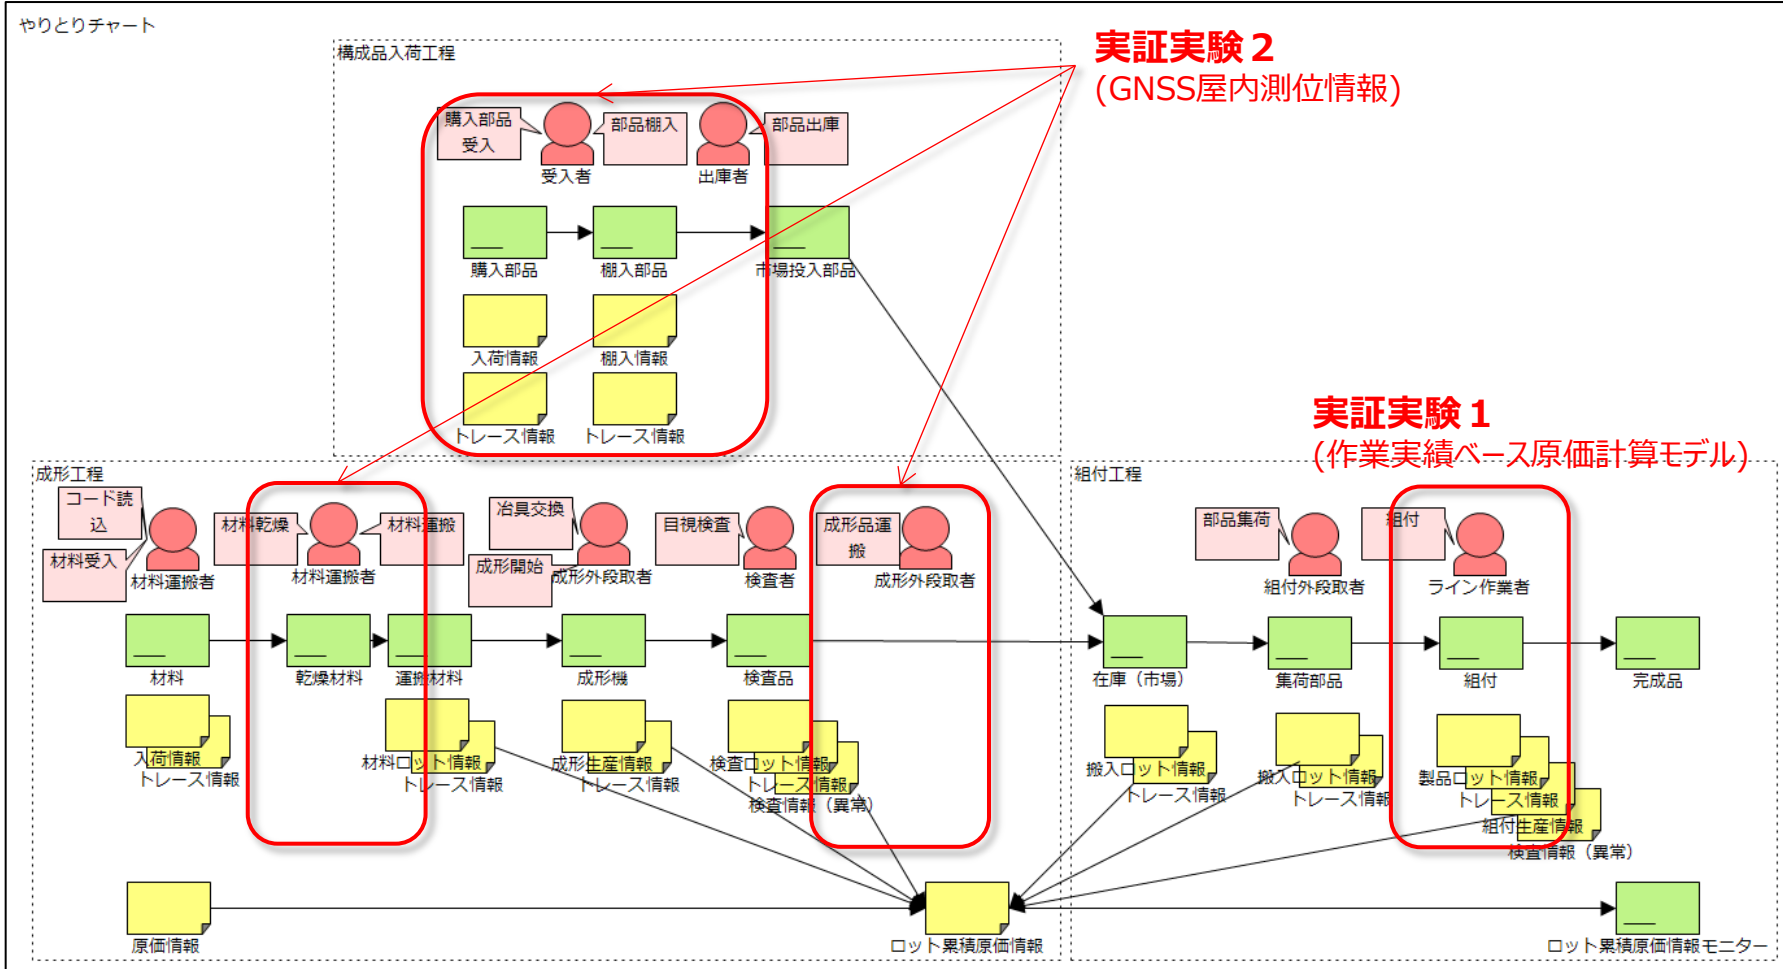 やりとりチャート
構成品入荷工程
実証実験２
(GNSS屋内測位情報)
購入部品
受入
部品棚入
部品出庫
受入者
出庫者
購入部品
棚入部品
市場投入部品
入荷情報
棚入情報
トレース情報
トレース情報
実証実験１
(作業実績ベース原価計算モデル)
成形工程
コード読
込
材料受入
材料運搬者
材料乾燥
材料運搬
材料運搬者
冶具交換
成形開始
成形外段取者
目視検査
検査者
成形品運
搬
成形外段取者
材料
乾燥材料
運搬材料
成形機
検査品
入荷情報
トレース情報
材料ロット情報
トレース情報
成形生産情報
トレース情報
検査ロット情報
トレース情報
検査情報（異常）
原価情報
ロット累積原価情報
組付工程
部品集荷
組付外段取者
組付
ライン作業者
在庫（市場）
集荷部品
組付
完成品
搬入ロット情報
トレース情報
搬入ロット情報
トレース情報
製品ロット情報
トレース情報
組付生産情報
検査情報（異常）
ロット累積原価情報モニター